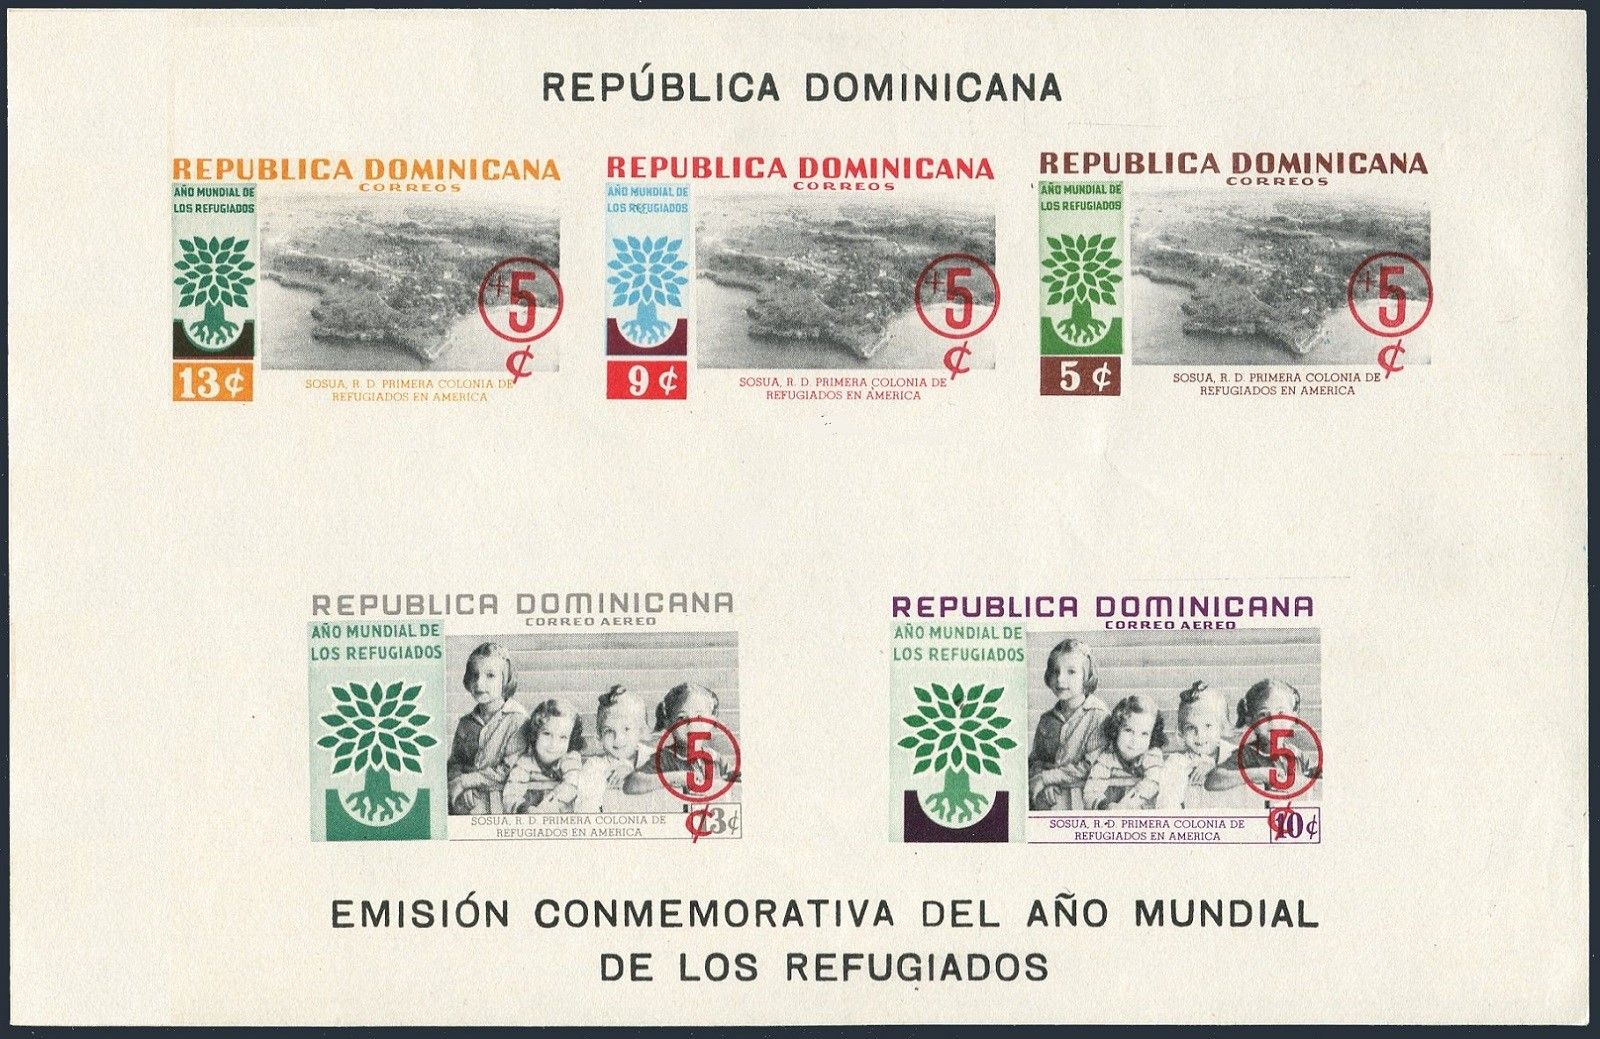 REPÚBLICA DOMINICANA
REPUBLICA DOMINICANA
CORREOS
AÑO MUNDIAL DE
LOS REFUGIADOS
+5
¢
13 ¢
SOSUA, R. D. PRIMERA COLONIA DE
REFUGIADOS EN AMERICA
REPUBLICA DOMINICANA
CORREOS
AÑO MUNDIAL DE
LOS REFUGIADOS
+5
¢
9 ¢
SOSUA, R. D. PRIMERA COLONIA DE
REFUGIADOS EN AMERICA
REPUBLICA DOMINICANA
CORREOS
AÑO MUNDIAL DE
LOS REFUGIADOS
+5
¢
5 ¢
SOSUA, R. D. PRIMERA COLONIA DE
REFUGIADOS EN AMERICA
REPUBLICA DOMINICANA
CORREO AEREO
AÑO MUNDIAL DE
LOS REFUGIADOS
5
¢
13¢
SOSUA, R. D. PRIMERA COLONIA DE
REFUGIADOS EN AMERICA
REPUBLICA DOMINICANA
CORREO AEREO
AÑO MUNDIAL DE
LOS REFUGIADOS
5
¢
10¢
SOSUA, R. D. PRIMERA COLONIA DE
REFUGIADOS EN AMERICA
EMISIÓN CONMEMORATIVA DEL AÑO MUNDIAL
DE LOS REFUGIADOS